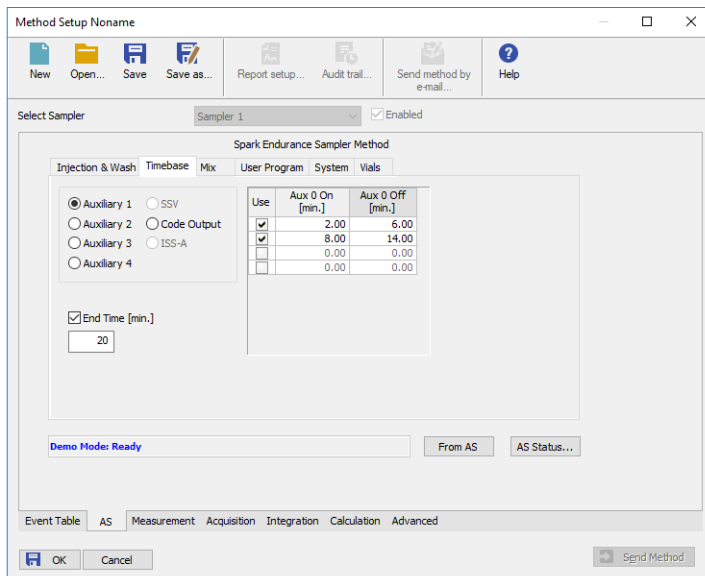 Method Setup Noname
New Open... Save Save as... Report setup... Audit trail... Send method by
e-mail...
Help
Select Sampler Sampler 1 Enabled
Spark Endurance Sampler Method
Injection & Wash Timebase Mix User Program System Vials
Auxiliary 1 SSV
Auxiliary 2 Code Output
Auxiliary 3 ISS-A
Auxiliary 4
Use Aux 0 On
[min.]
Aux 0 Off
[min.]
2.00 6.00
8.00 14.00
0.00 0.00
0.00 0.00
End Time [min.]
20
Demo Mode: Ready From AS AS Status...
Event Table AS Measurement Acquisition Integration Calculation Advanced
OK Cancel Send Method